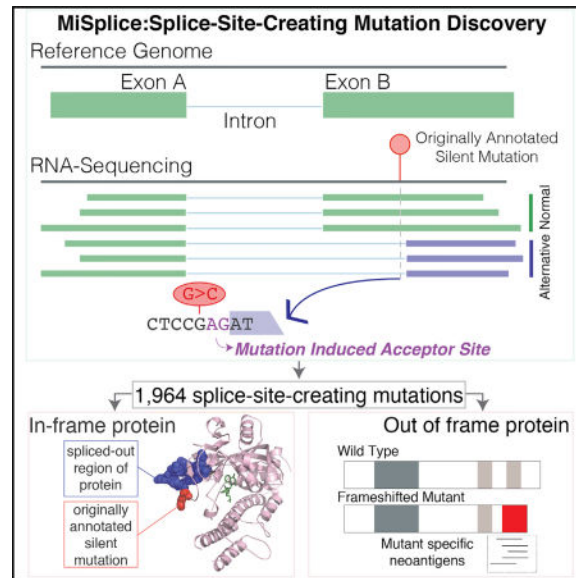 MiSplice:Splice-Site-Creating Mutation Discovery
Reference Genome
Exon A
Exon B
Intron
Originally Annotated
Silent Mutation
RNA-Sequencing
Alternative Normal
G>C
CTCCGAGAT
Mutation Induced Acceptor Site
1,964 splice-site-creating mutations
In-frame protein
spliced-out
region of
protein
originally
annotated
silent
mutation
Out of frame protein
Wild Type
Frameshifted Mutant
Mutant specific
neoantigens